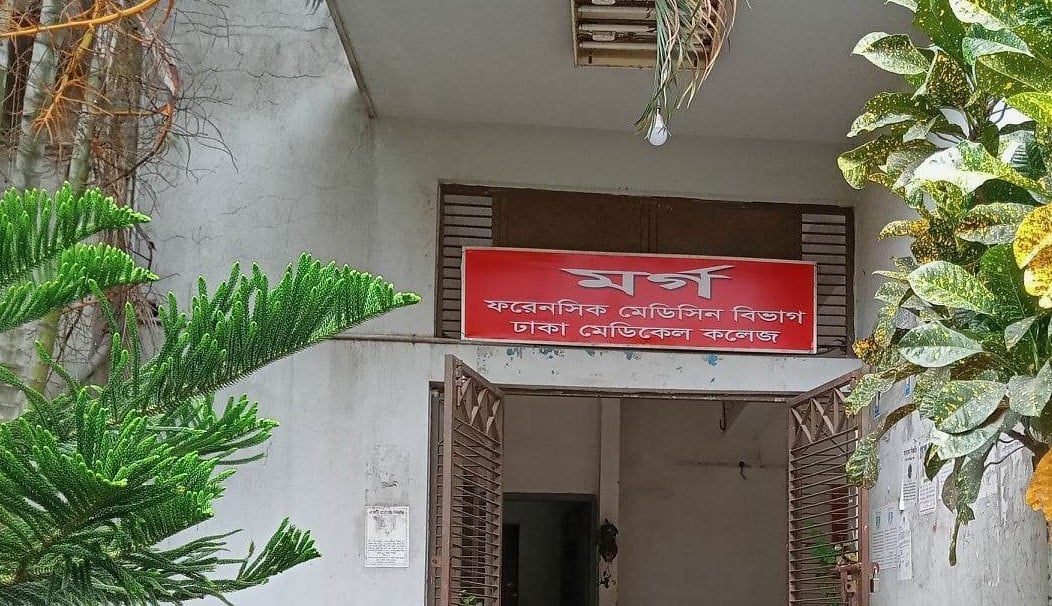 মর্গ
ফরেনসিক মেডিসিন বিভাগ
ঢাকা মেডিকেল কলেজ